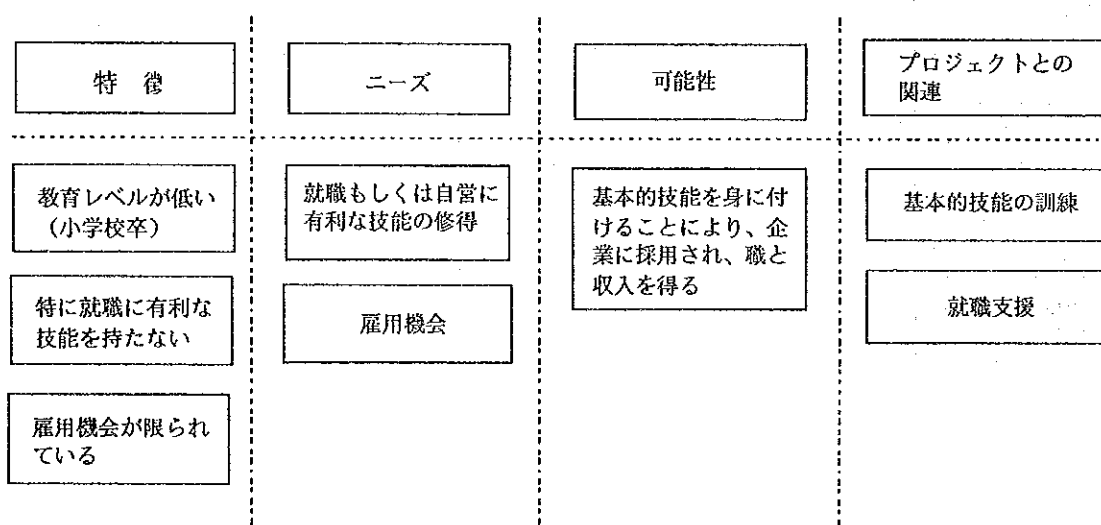 特 徴
ニーズ
可能性
プロジェクトとの
関連
教育レベルが低い
(小学校卒)
特に就職に有利な
技能を持たない
雇用機会が限られ
ている
就職もしくは自営に
有利な技能の修得
雇用機会
基本的技能を身に付
けることにより、企
業に採用され、職と
収入を得る
基本的技能の訓練
就職支援